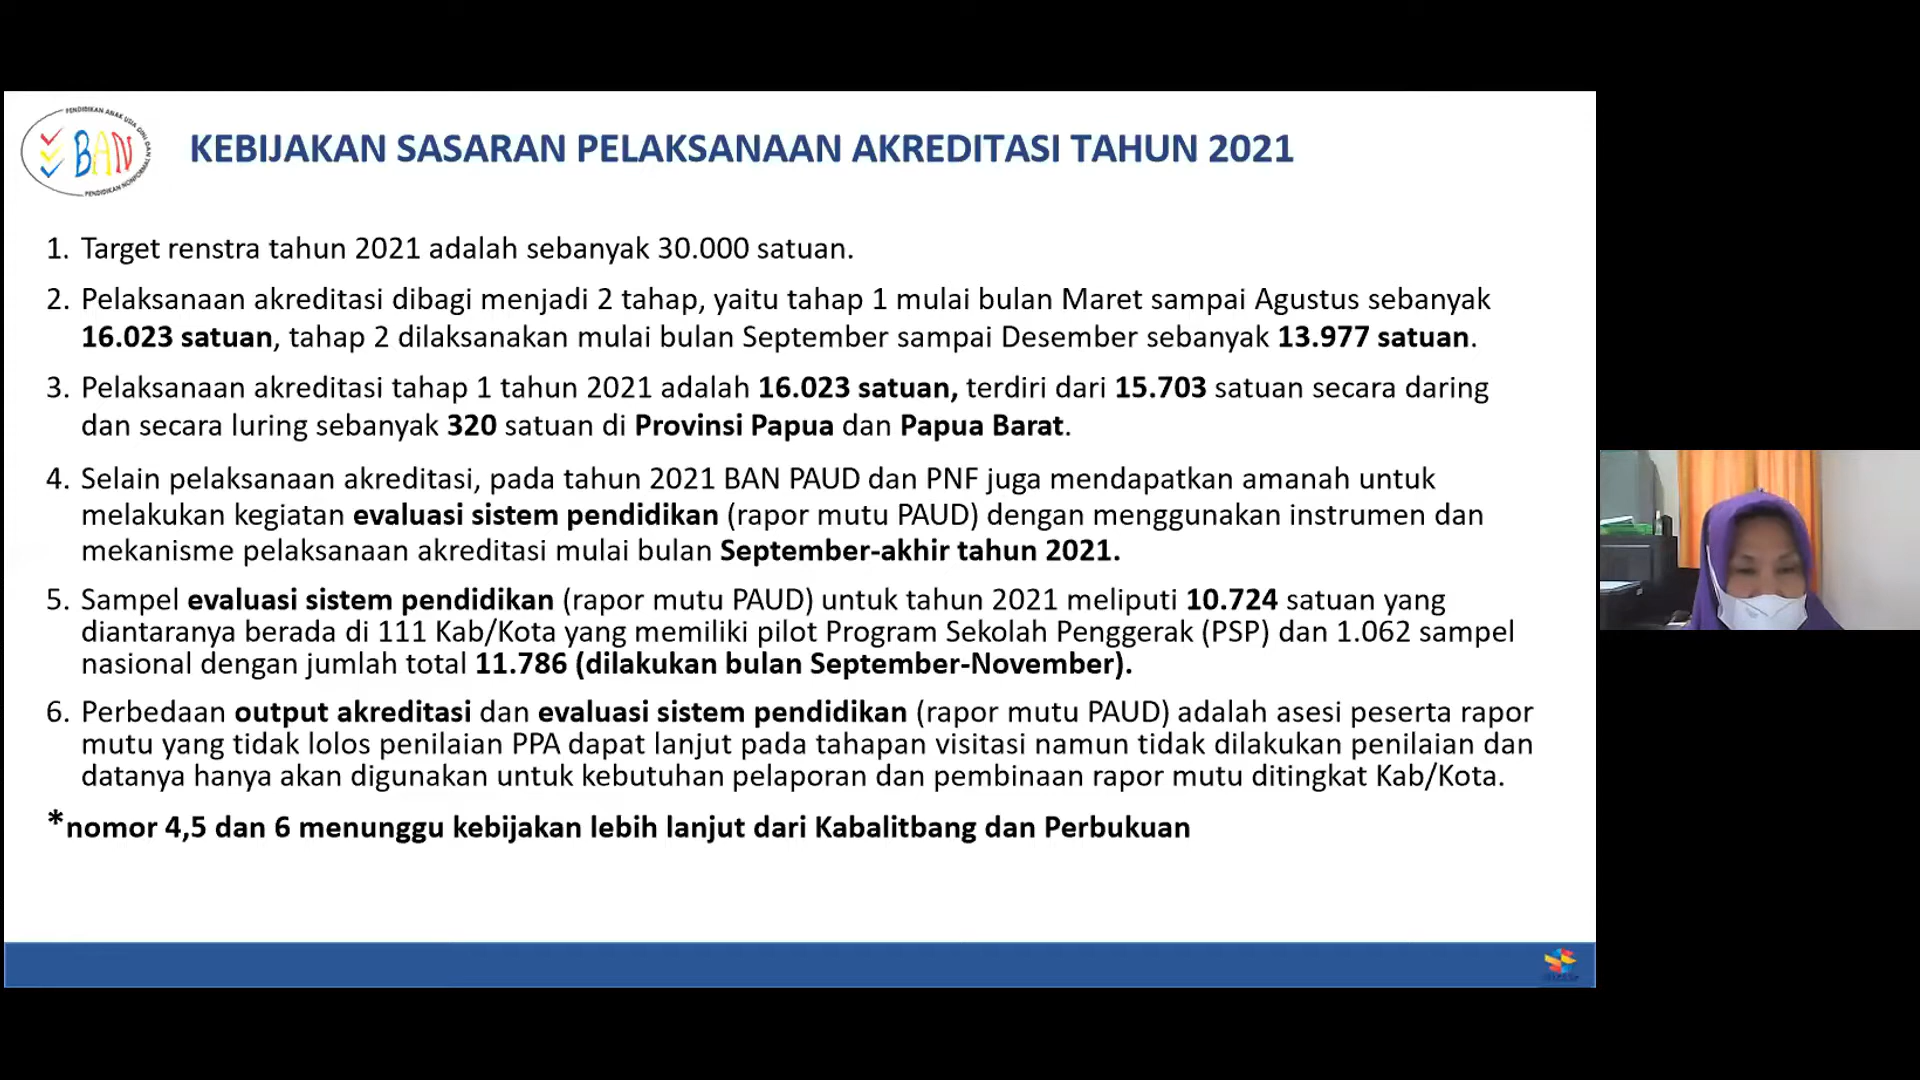 PENDIDIKAN ANAK USIA DINI DAN
BAN
PENDIDIKAN NONFORMAL
KEBIJAKAN SASARAN PELAKSANAAN AKREDITASI TAHUN 2021
1. Target renstra tahun 2021 adalah sebanyak 30.000 satuan.
2. Pelaksanaan akreditasi dibagi menjadi 2 tahap, yaitu tahap 1 mulai bulan Maret sampai Agustus sebanyak
16.023 satuan, tahap 2 dilaksanakan mulai bulan September sampai Desember sebanyak 13.977 satuan.
3. Pelaksanaan akreditasi tahap 1 tahun 2021 adalah 16.023 satuan, terdiri dari 15.703 satuan secara daring
dan secara luring sebanyak 320 satuan di Provinsi Papua dan Papua Barat.
4. Selain pelaksanaan akreditasi, pada tahun 2021 BAN PAUD dan PNF juga mendapatkan amanah untuk
melakukan kegiatan evaluasi sistem pendidikan (rapor mutu PAUD) dengan menggunakan instrumen dan
mekanisme pelaksanaan akreditasi mulai bulan September-akhir tahun 2021.
5. Sampel evaluasi sistem pendidikan (rapor mutu PAUD) untuk tahun 2021 meliputi 10.724 satuan yang
diantaranya berada di 111 Kab/Kota yang memiliki pilot Program Sekolah Penggerak (PSP) dan 1.062 sampel
nasional dengan jumlah total 11.786 (dilakukan bulan September-November).
6. Perbedaan output akreditasi dan evaluasi sistem pendidikan (rapor mutu PAUD) adalah asesi peserta rapor
mutu yang tidak lolos penilaian PPA dapat lanjut pada tahapan visitasi namun tidak dilakukan penilaian dan
datanya hanya akan digunakan untuk kebutuhan pelaporan dan pembinaan rapor mutu ditingkat Kab/Kota.
*nomor 4,5 dan 6 menunggu kebijakan lebih lanjut dari Kabalitbang dan Perbukuan